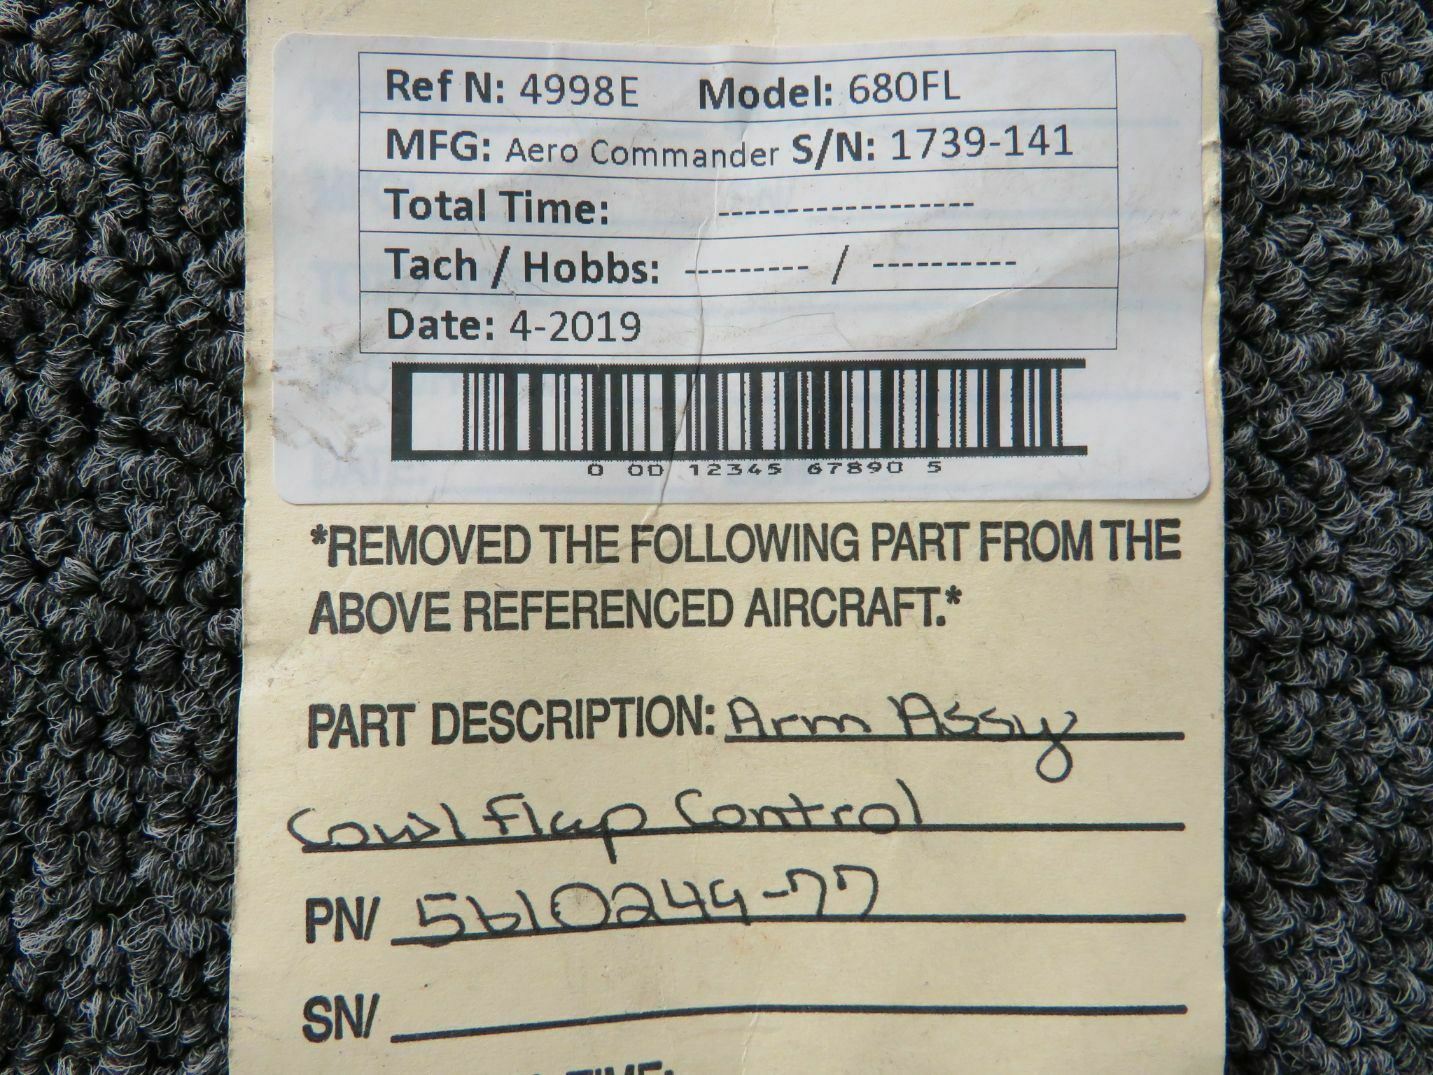 Ref N: 4998E Model: 680FL
MFG: Aero Commander S/N: 1739-141
Total Time: -------------------
Tach / Hobbs: --------- / ----------
Date: 4-2019
0 00 12345 67890 5
*REMOVED THE FOLLOWING PART FROM THE
ABOVE REFERENCED AIRCRAFT.*
PART DESCRIPTION: Arm Assy
Cowl Flap Control
PN/ 5610244-77
SN/
TIME: